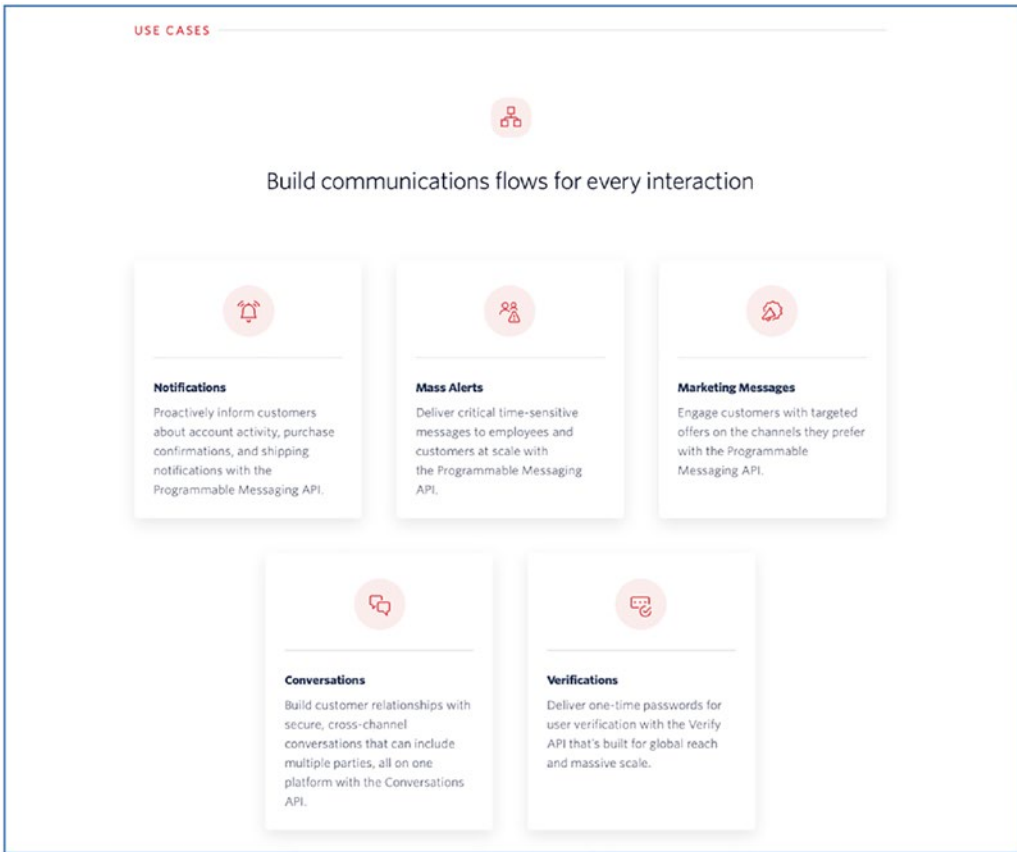 USE CASES
Build communications flows for every interaction
Notifications
Proactively inform customers
about account activity, purchase
confirmations, and shipping
notifications with the
Programmable Messaging API.
Mass Alerts
Deliver critical time-sensitive
messages to employees and
customers at scale with
the Programmable Messaging
API.
Marketing Messages
Engage customers with targeted
offers on the channels they prefer
with the Programmable
Messaging API.
Conversations
Build customer relationships with
secure, cross-channel
conversations that can include
multiple parties, all on one
platform with the Conversations
API.
Verifications
Deliver one-time passwords for
user verification with the Verify
API that's built for global reach
and massive scale.